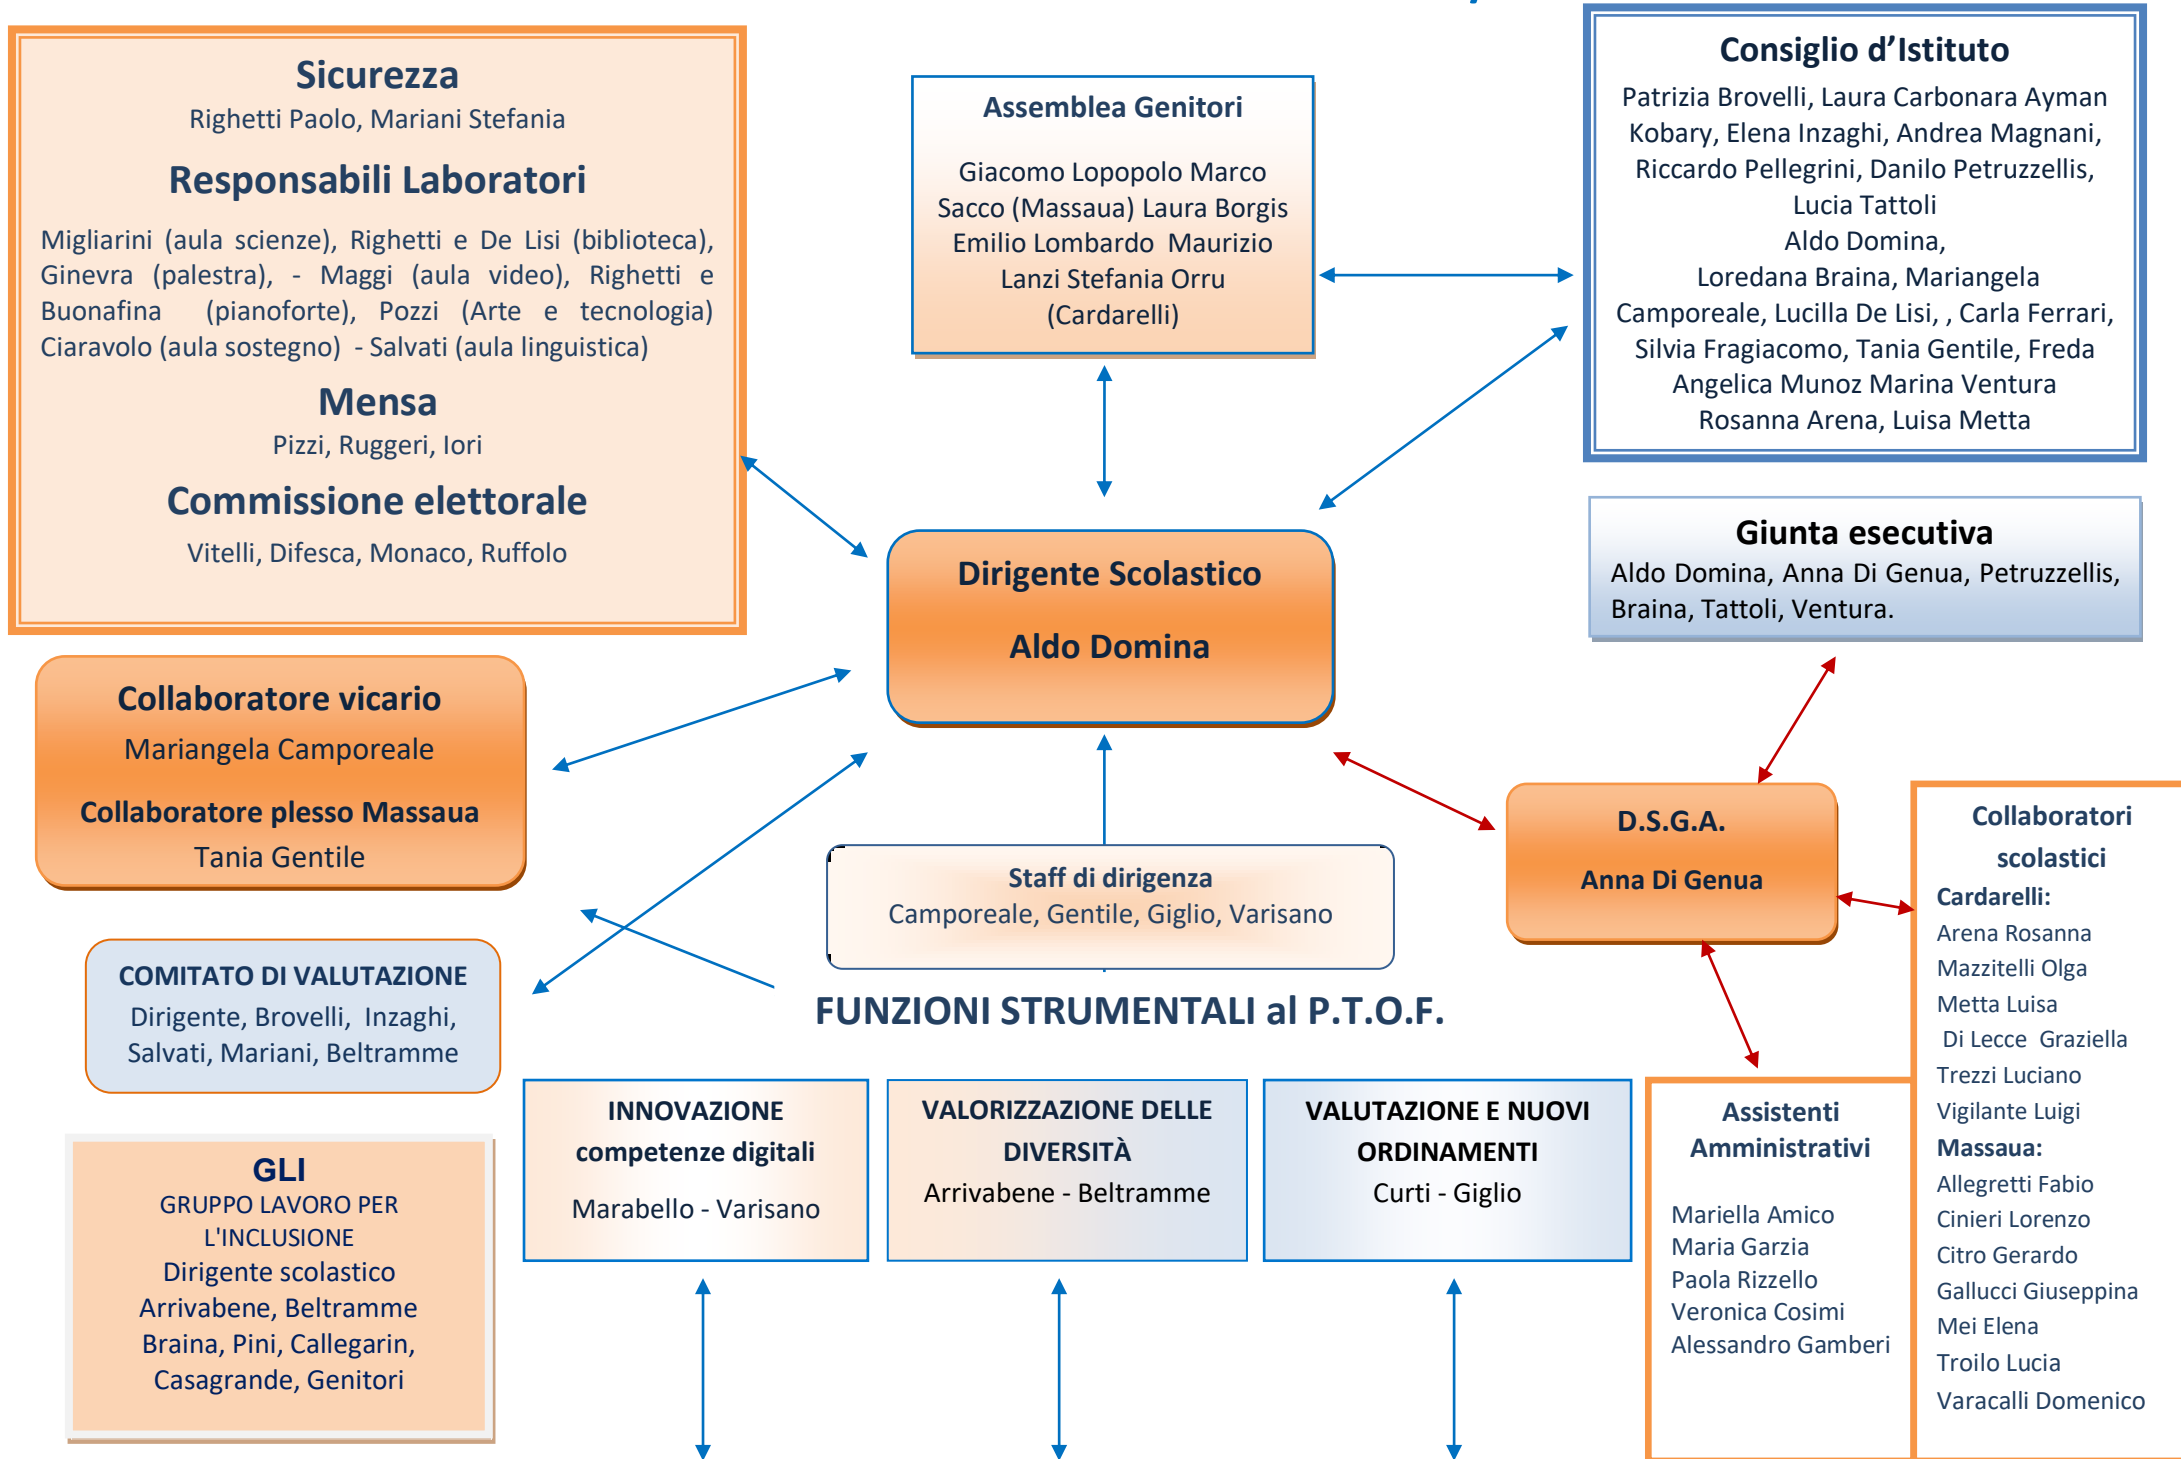 Sicurezza
Righetti Paolo, Mariani Stefania
Responsabili Laboratori
Migliarini (aula scienze), Righetti e De Lisi (biblioteca),
Ginevra (palestra), - Maggi (aula video), Righetti e
Buonafina (pianoforte), Pozzi (Arte e tecnologia)
Ciaravolo (aula sostegno) - Salvati (aula linguistica)
Mensa
Pizzi, Ruggeri, Iori
Commissione elettorale
Vitelli, Difesca, Monaco, Ruffolo
Assemblea Genitori
Giacomo Lopopolo Marco
Sacco (Massaua) Laura Borgis
Emilio Lombardo Maurizio
Lanzi Stefania Orru
(Cardarelli)
Consiglio d’Istituto
Patrizia Brovelli, Laura Carbonara Ayman
Kobary, Elena Inzaghi, Andrea Magnani,
Riccardo Pellegrini, Danilo Petruzzellis,
Lucia Tattoli
Aldo Domina,
Loredana Braina, Mariangela
Camporeale, Lucilla De Lisi, , Carla Ferrari,
Silvia Fragiacomo, Tania Gentile, Freda
Angelica Munoz Marina Ventura
Rosanna Arena, Luisa Metta
Giunta esecutiva
Aldo Domina, Anna Di Genua, Petruzzellis,
Braina, Tattoli, Ventura.
Dirigente Scolastico
Aldo Domina
Collaboratore vicario
Mariangela Camporeale
Collaboratore plesso Massaua
Tania Gentile
Staff di dirigenza
Camporeale, Gentile, Giglio, Varisano
D.S.G.A.
Anna Di Genua
Collaboratori
scolastici
Cardarelli:
Arena Rosanna
Mazzitelli Olga
Metta Luisa
Di Lecce Graziella
Trezzi Luciano
Vigilante Luigi
Massaua:
Allegretti Fabio
Cinieri Lorenzo
Citro Gerardo
Gallucci Giuseppina
Mei Elena
Troilo Lucia
Varacalli Domenico
COMITATO DI VALUTAZIONE
Dirigente, Brovelli, Inzaghi,
Salvati, Mariani, Beltramme
FUNZIONI STRUMENTALI al P.T.O.F.
INNOVAZIONE
competenze digitali
Marabello - Varisano
VALORIZZAZIONE DELLE
DIVERSITÀ
Arrivabene - Beltramme
VALUTAZIONE E NUOVI
ORDINAMENTI
Curti - Giglio
Assistenti
Amministrativi
Mariella Amico
Maria Garzia
Paola Rizzello
Veronica Cosimi
Alessandro Gamberi
GLI
GRUPPO LAVORO PER
L'INCLUSIONE
Dirigente scolastico
Arrivabene, Beltramme
Braina, Pini, Callegarin,
Casagrande, Genitori